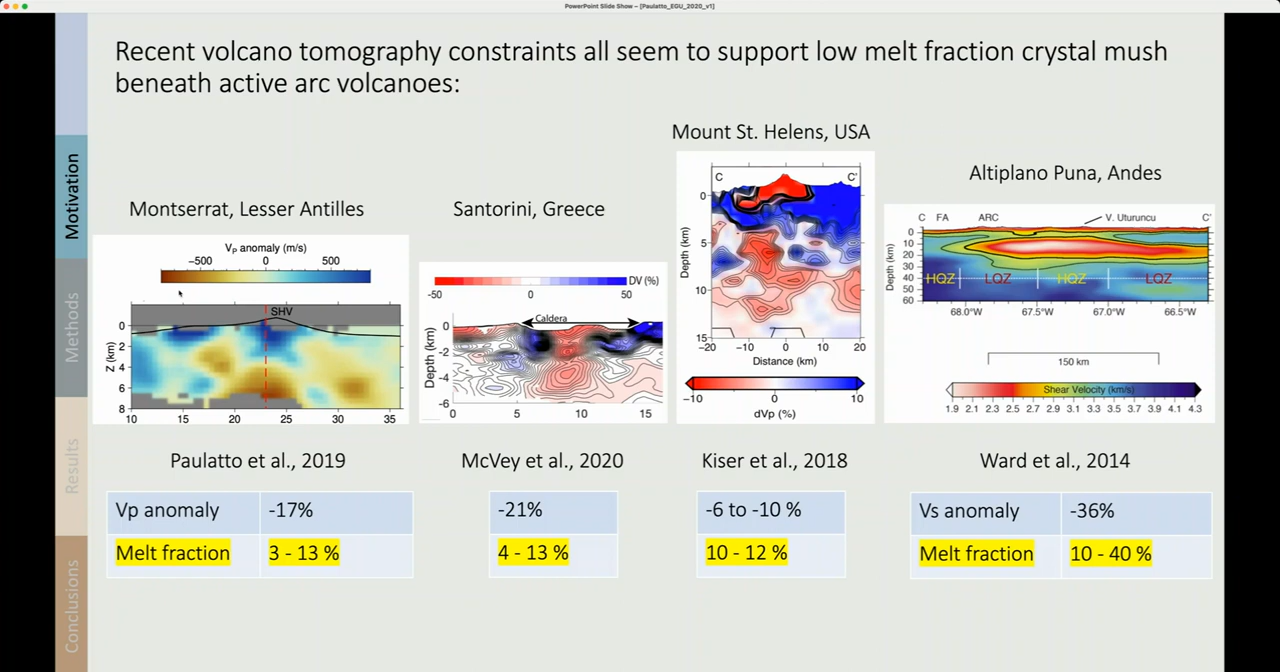 PowerPoint Slide Show – [Paulatto_EGU_2020_v1]
Recent volcano tomography constraints all seem to support low melt fraction crystal mush
beneath active arc volcanoes:
Motivation
Methods
Results
Conclusions
Montserrat, Lesser Antilles
VP anomaly (m/s)
−500 0 500
SHV
Z (km)
0
2
4
6
8
10 15 20 25 30 35
Paulatto et al., 2019
Vp anomaly -17%
Melt fraction 3 - 13 %
Santorini, Greece
DV (%)
-50 0 50
Caldera
Depth (km)
0
-2
-4
-6
0 5 10 15
McVey et al., 2020
-21%
4 - 13 %
Mount St. Helens, USA
C C'
Depth (km)
0
5
10
15
−20 −10 0 10 20
Distance (km)
−10 0 10
dVp (%)
Kiser et al., 2018
-6 to -10 %
10 - 12 %
Altiplano Puna, Andes
C FA ARC V. Uturuncu C'
Depth (km)
0
10
20
30
40
50
60
HQZ LQZ HQZ LQZ
68.0°W 67.5°W 67.0°W 66.5°W
150 km
Shear Velocity (km/s)
1.9 2.1 2.3 2.5 2.7 2.9 3.1 3.3 3.5 3.7 3.9 4.1 4.3
Ward et al., 2014
Vs anomaly -36%
Melt fraction 10 - 40 %